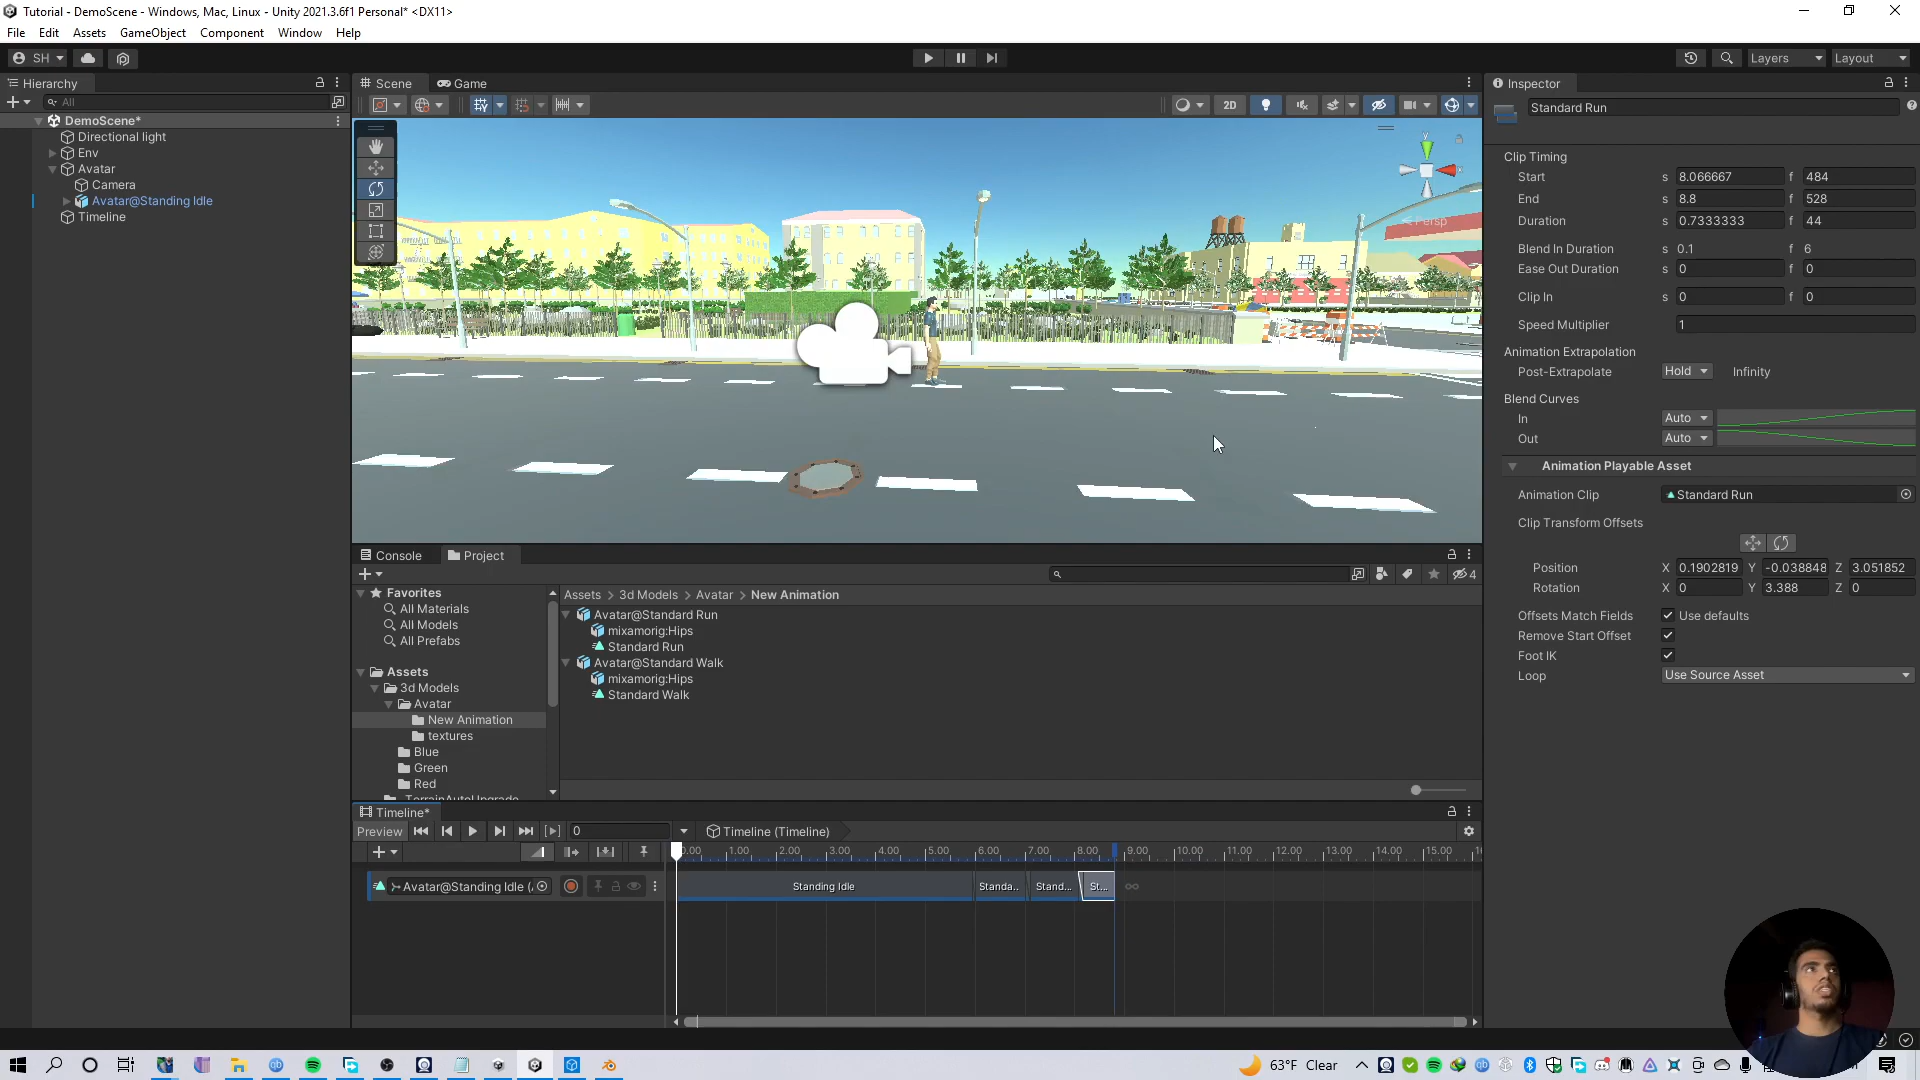 Tutorial - DemoScene - Windows, Mac, Linux - Unity 2021.3.6f1 Personal* <DX11>
File Edit Assets GameObject Component Window Help
SH
Layers
Layout
Hierarchy
All
DemoScene*
Directional light
Env
Avatar
Camera
Avatar@Standing Idle
Timeline
Scene
Game
2D
y
< Persp
Console
Project
4
Favorites
All Materials
All Models
All Prefabs
Assets
3d Models
Avatar
New Animation
textures
Blue
Green
Red
TerrainAutoUpgrade
Assets > 3d Models > Avatar > New Animation
Avatar@Standard Run
mixamorig:Hips
Standard Run
Avatar@Standard Walk
mixamorig:Hips
Standard Walk
Timeline*
Preview
0
Timeline (Timeline)
0.00 1.00 2.00 3.00 4.00 5.00 6.00 7.00 8.00 9.00 10.00 11.00 12.00 13.00 14.00 15.00
Avatar@Standing Idle (
Standing Idle
Standa..
Stand...
St...
Inspector
Standard Run
Clip Timing
Start s 8.066667 f 484
End s 8.8 f 528
Duration s 0.7333333 f 44
Blend In Duration s 0.1 f 6
Ease Out Duration s 0 f 0
Clip In s 0 f 0
Speed Multiplier 1
Animation Extrapolation
Post-Extrapolate Hold Infinity
Blend Curves
In Auto
Out Auto
Animation Playable Asset
Animation Clip Standard Run
Clip Transform Offsets
Position X 0.1902819 Y -0.038848 Z 3.051852
Rotation X 0 Y 3.388 Z 0
Offsets Match Fields Use defaults
Remove Start Offset
Foot IK
Loop Use Source Asset
63°F Clear